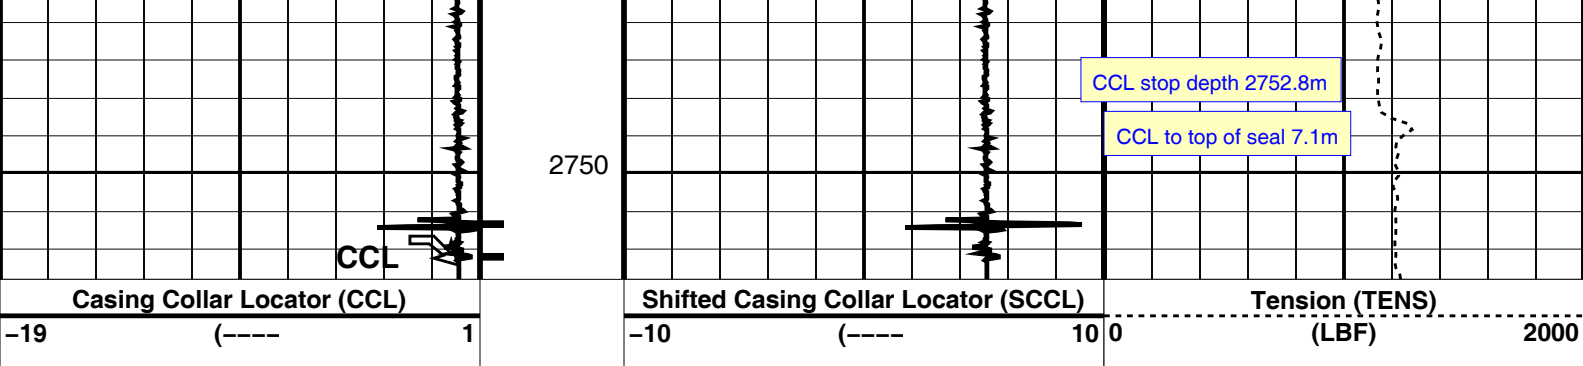 CCL stop depth 2752.8m
CCL to top of seal 7.1m
2750
CCL
Casing Collar Locator (CCL)
Shifted Casing Collar Locator (SCCL)
Tension (TENS)
−19 (−−−− 1
−10 (−−−− 10
0 (LBF) 2000